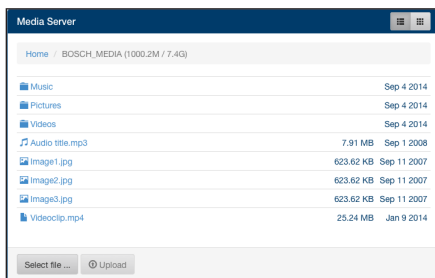 Media Server
Home / BOSCH_MEDIA (1000.2M / 7.4G)
Music Sep 4 2014
Pictures Sep 4 2014
Videos Sep 4 2014
Audio title.mp3 7.91 MB Sep 1 2008
Image1.jpg 623.62 KB Sep 11 2007
Image2.jpg 623.62 KB Sep 11 2007
Image3.jpg 623.62 KB Sep 11 2007
Videoclip.mp4 25.24 MB Jan 9 2014
Select file ... Upload